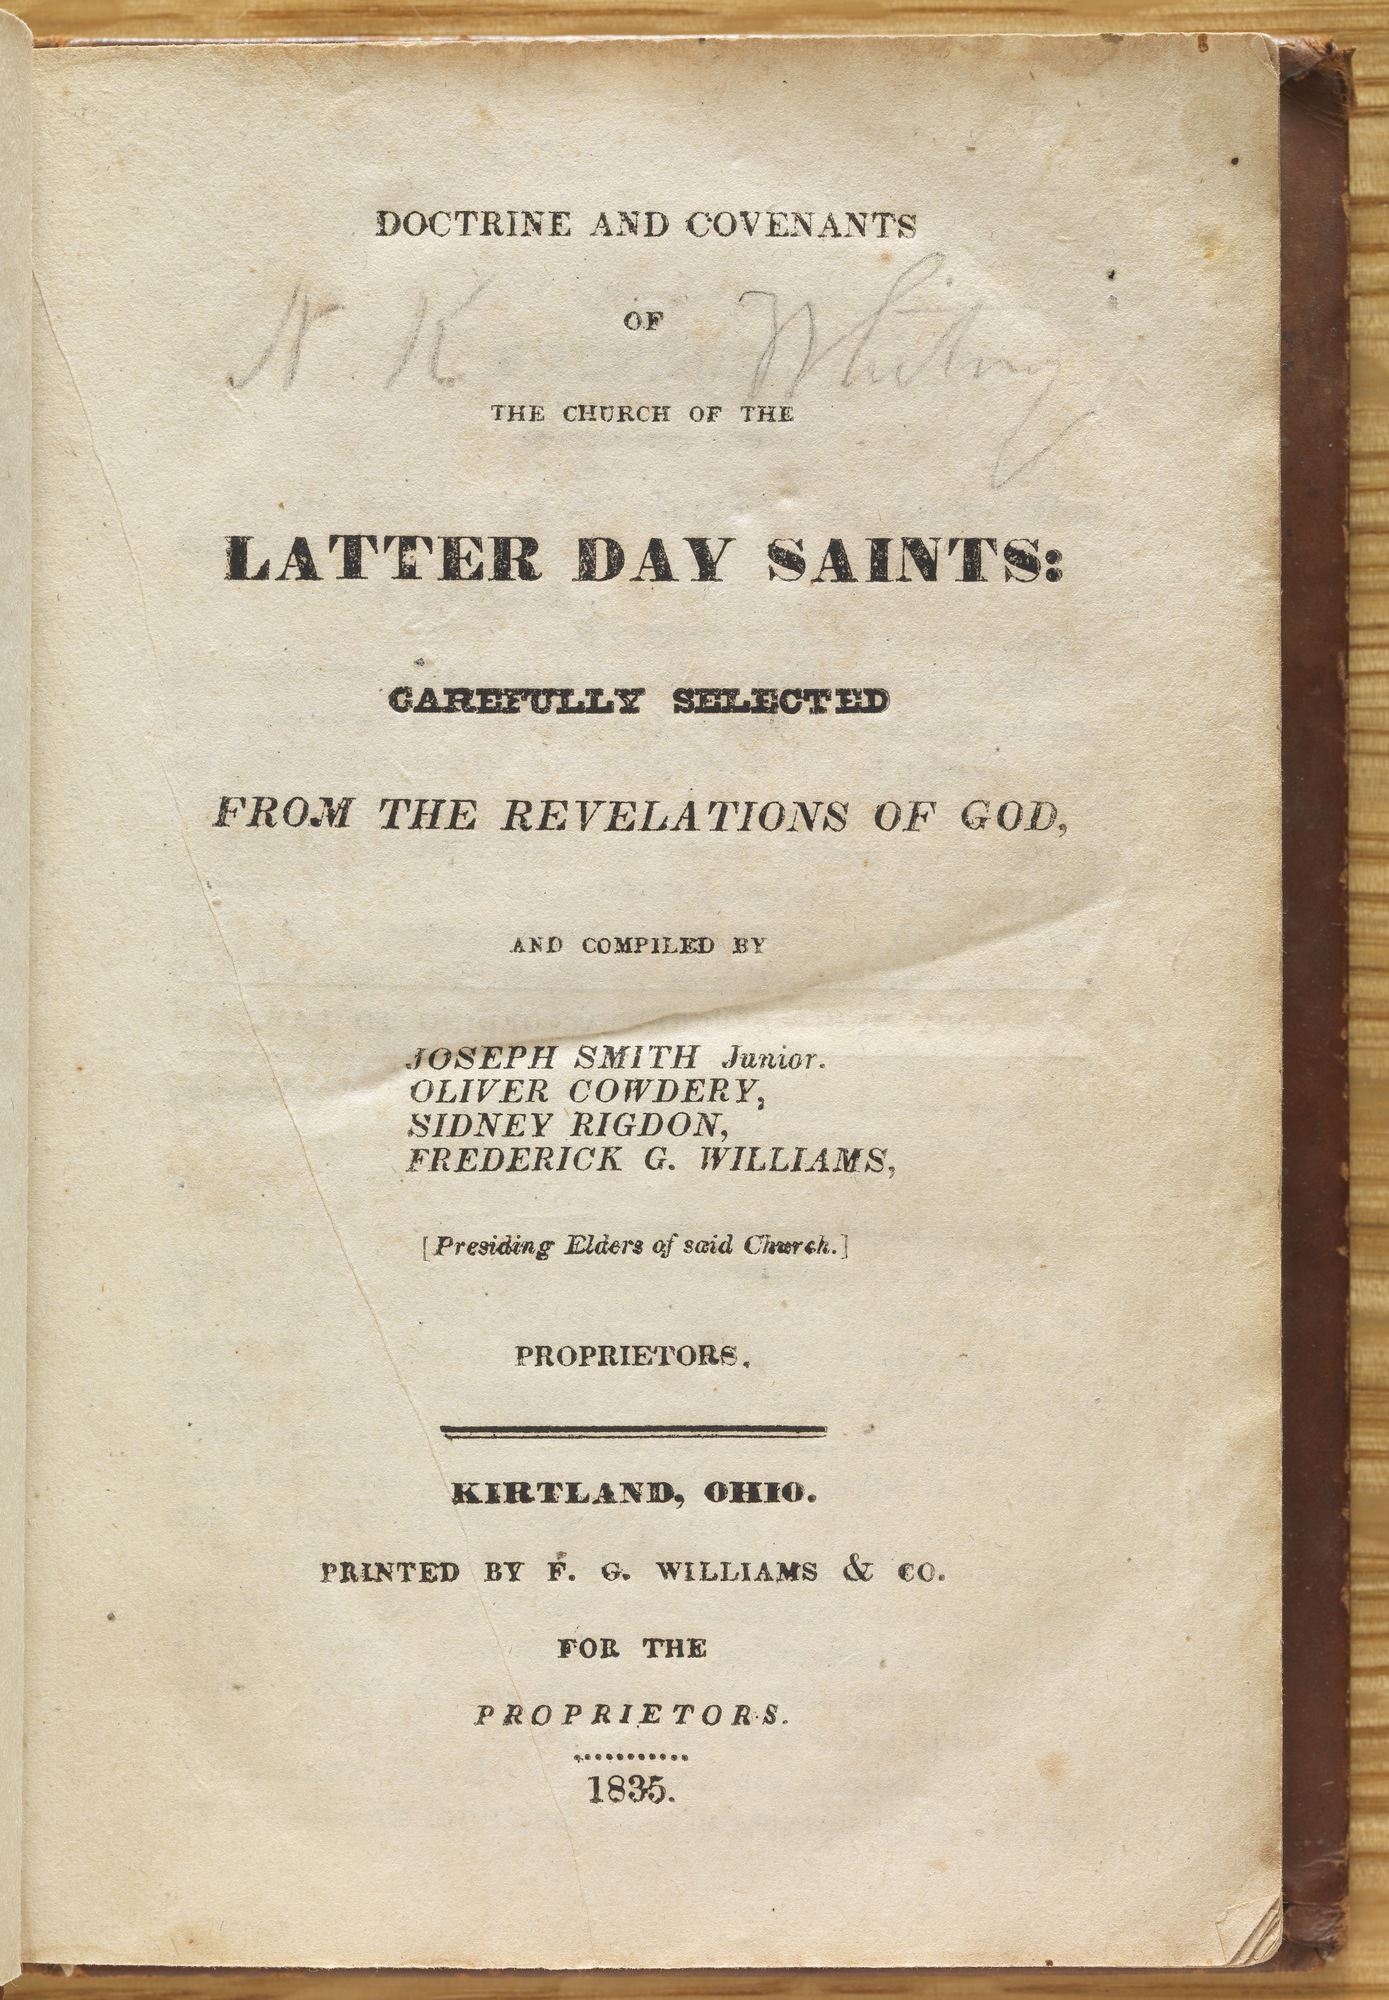 DOCTRINE AND COVENANTS
OF
N K Whitney
THE CHURCH OF THE
LATTER DAY SAINTS:
CAREFULLY SELECTED
FROM THE REVELATIONS OF GOD,
AND COMPILED BY
JOSEPH SMITH Junior.
OLIVER COWDERY,
SIDNEY RIGDON,
FREDERICK G. WILLIAMS,
[Presiding Elders of said Church.]
PROPRIETORS.
KIRTLAND, OHIO.
PRINTED BY F. G. WILLIAMS & CO.
FOR THE
PROPRIETORS.
1835.